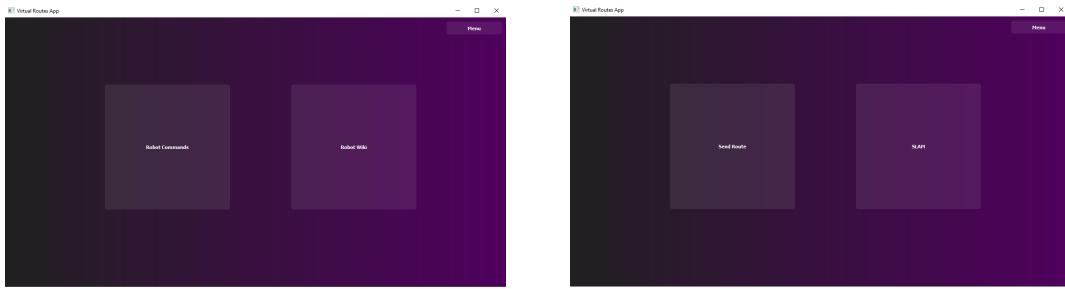 Virtual Routes App
Menu
Robot Commands
Robot Wiki
Virtual Routes App
Menu
Send Route
SLAM